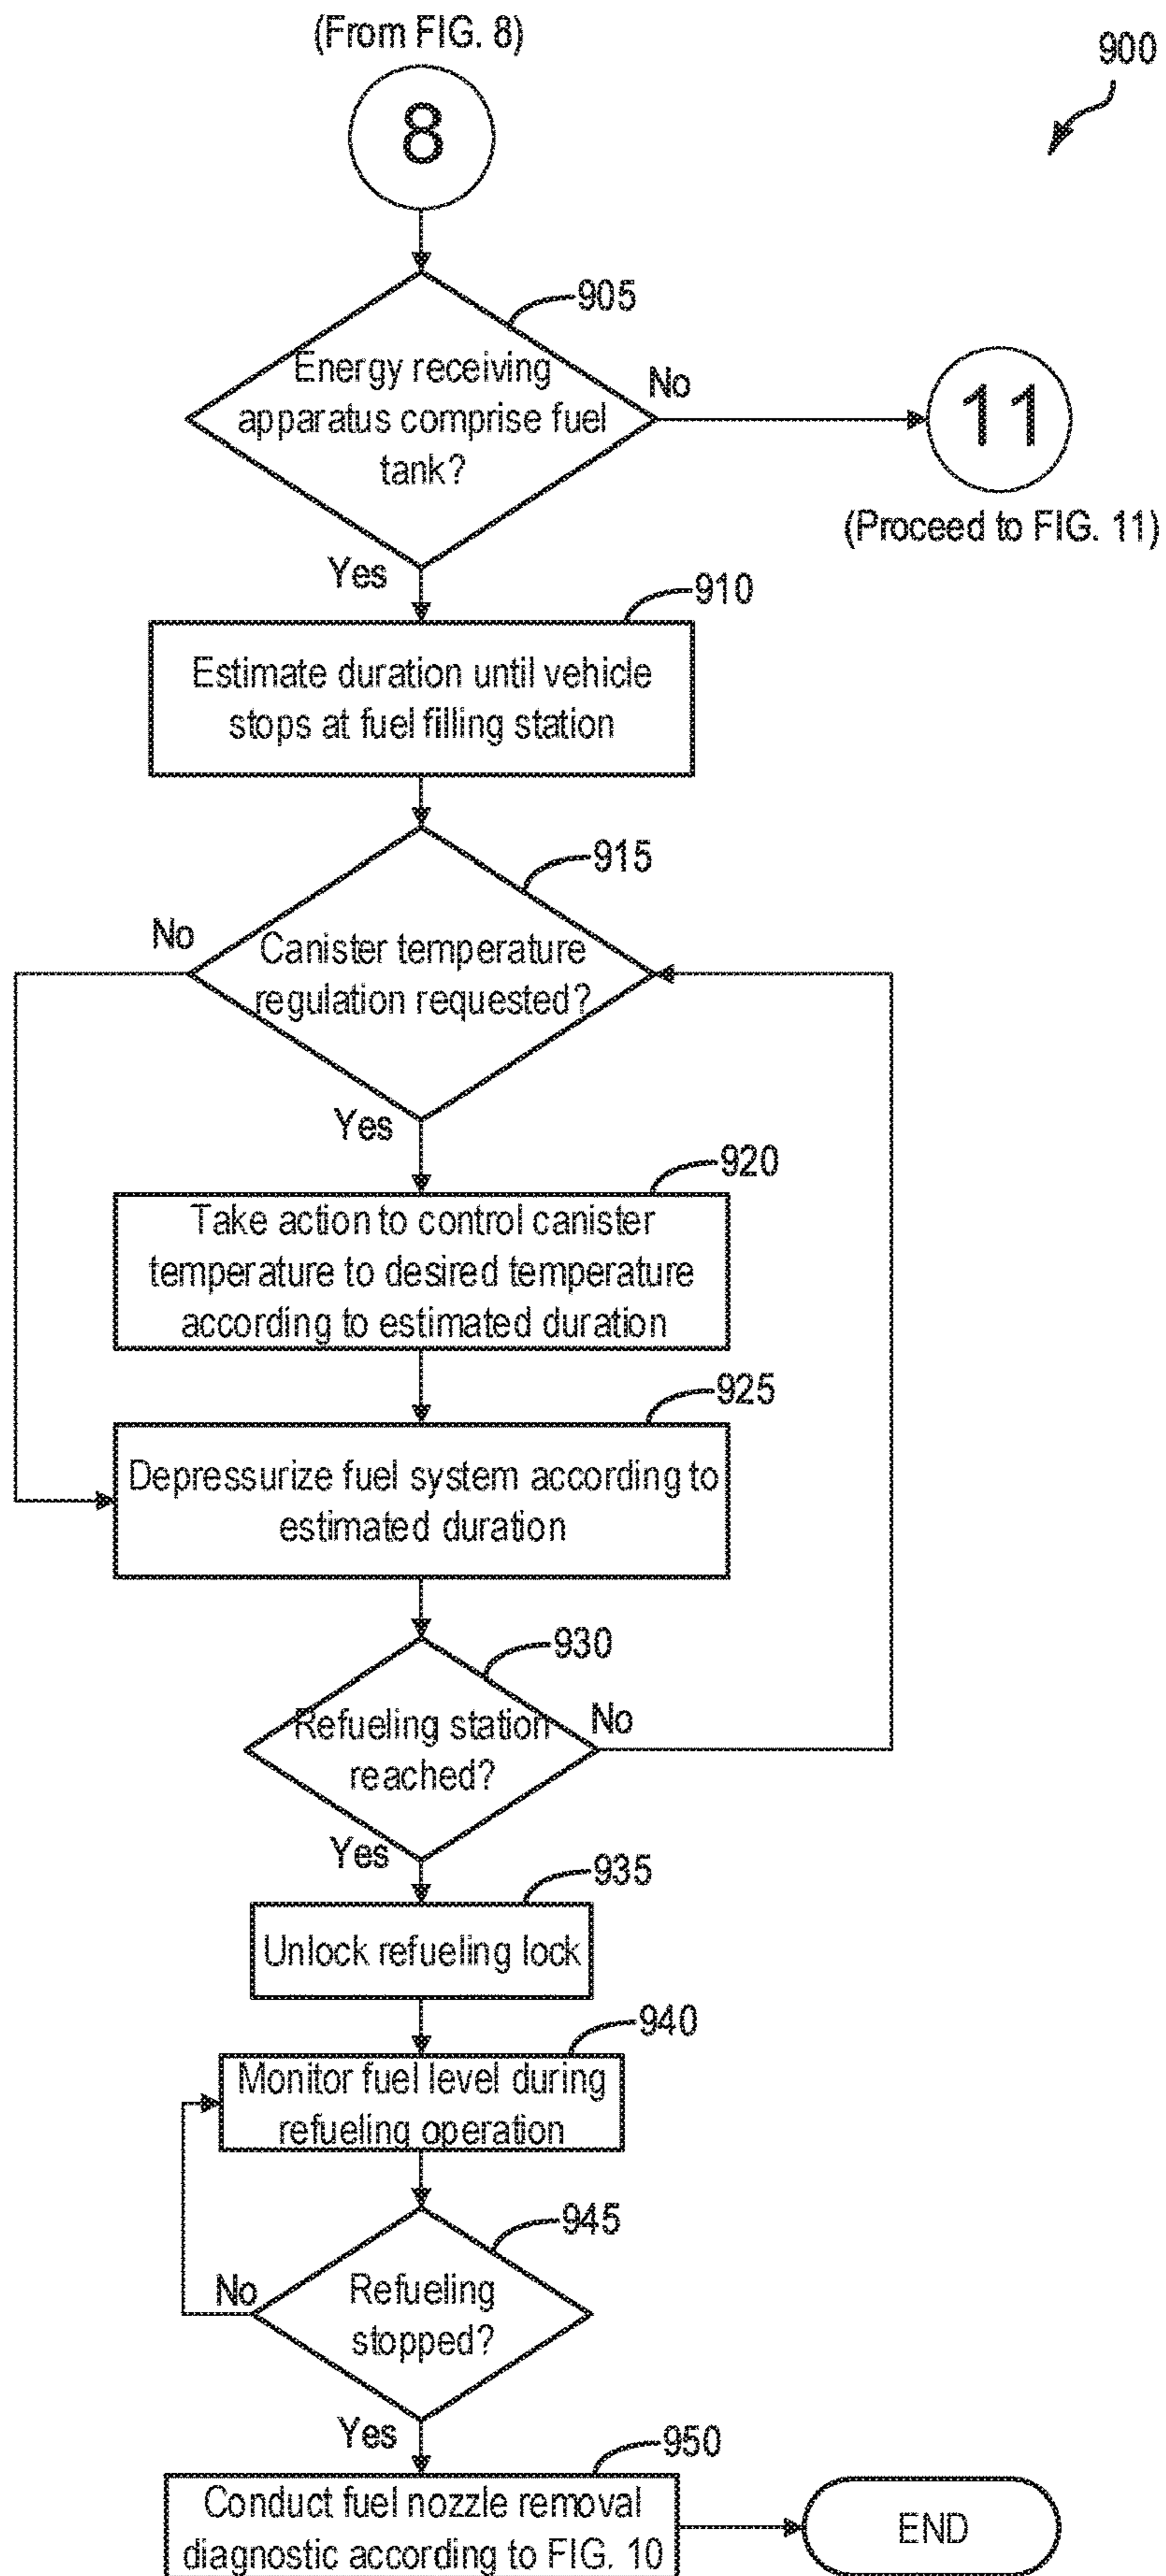 (From FIG. 8)
900
8
905
Energy receiving
apparatus comprise fuel
tank?
No
11
(Proceed to FIG. 11)
Yes
910
Estimate duration until vehicle
stops at fuel filling station
915
No
Canister temperature
regulation requested?
Yes
920
Take action to control canister
temperature to desired temperature
according to estimated duration
925
Depressurize fuel system according to
estimated duration
930
Refueling station
reached?
No
Yes
935
Unlock refueling lock
940
Monitor fuel level during
refueling operation
945
No
Refueling
stopped?
Yes
950
Conduct fuel nozzle removal
diagnostic according to FIG. 10
END